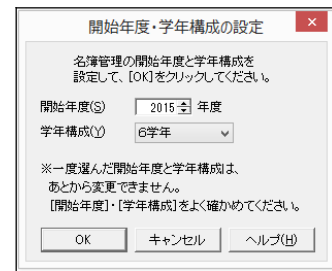 開始年度・学年構成の設定
名簿管理の開始年度と学年構成を
設定して、[OK]をクリックしてください。
開始年度(S) 2015 年度
学年構成(Y) 6学年
※一度選んだ開始年度と学年構成は、
あとから変更できません。
[開始年度]・[学年構成]をよく確かめてください。
OK キャンセル ヘルプ(H)